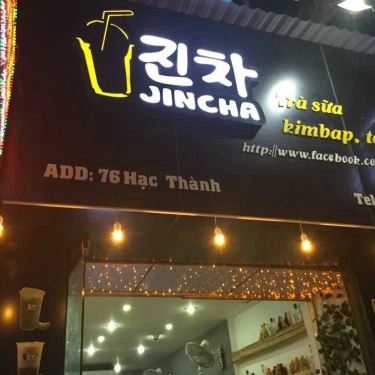 진차
JINCHA
Trà sữa
kimbap.
http://www.facebook.co
ADD: 76 Hạc Thành
Tel